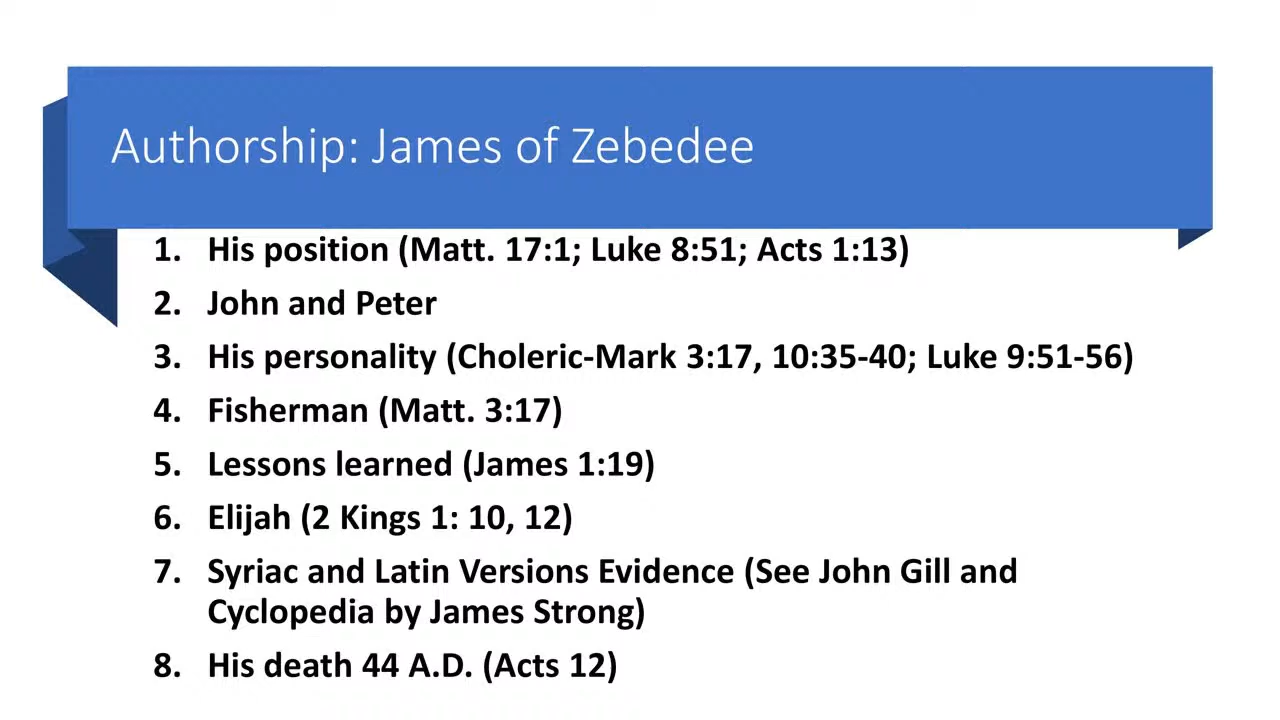 Authorship: James of Zebedee
1. His position (Matt. 17:1; Luke 8:51; Acts 1:13)
2. John and Peter
3. His personality (Choleric-Mark 3:17, 10:35-40; Luke 9:51-56)
4. Fisherman (Matt. 3:17)
5. Lessons learned (James 1:19)
6. Elijah (2 Kings 1: 10, 12)
7. Syriac and Latin Versions Evidence (See John Gill and
Cyclopedia by James Strong)
8. His death 44 A.D. (Acts 12)